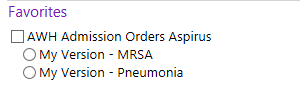 Favorites
AWH Admission Orders Aspirus
My Version - MRSA
My Version - Pneumonia